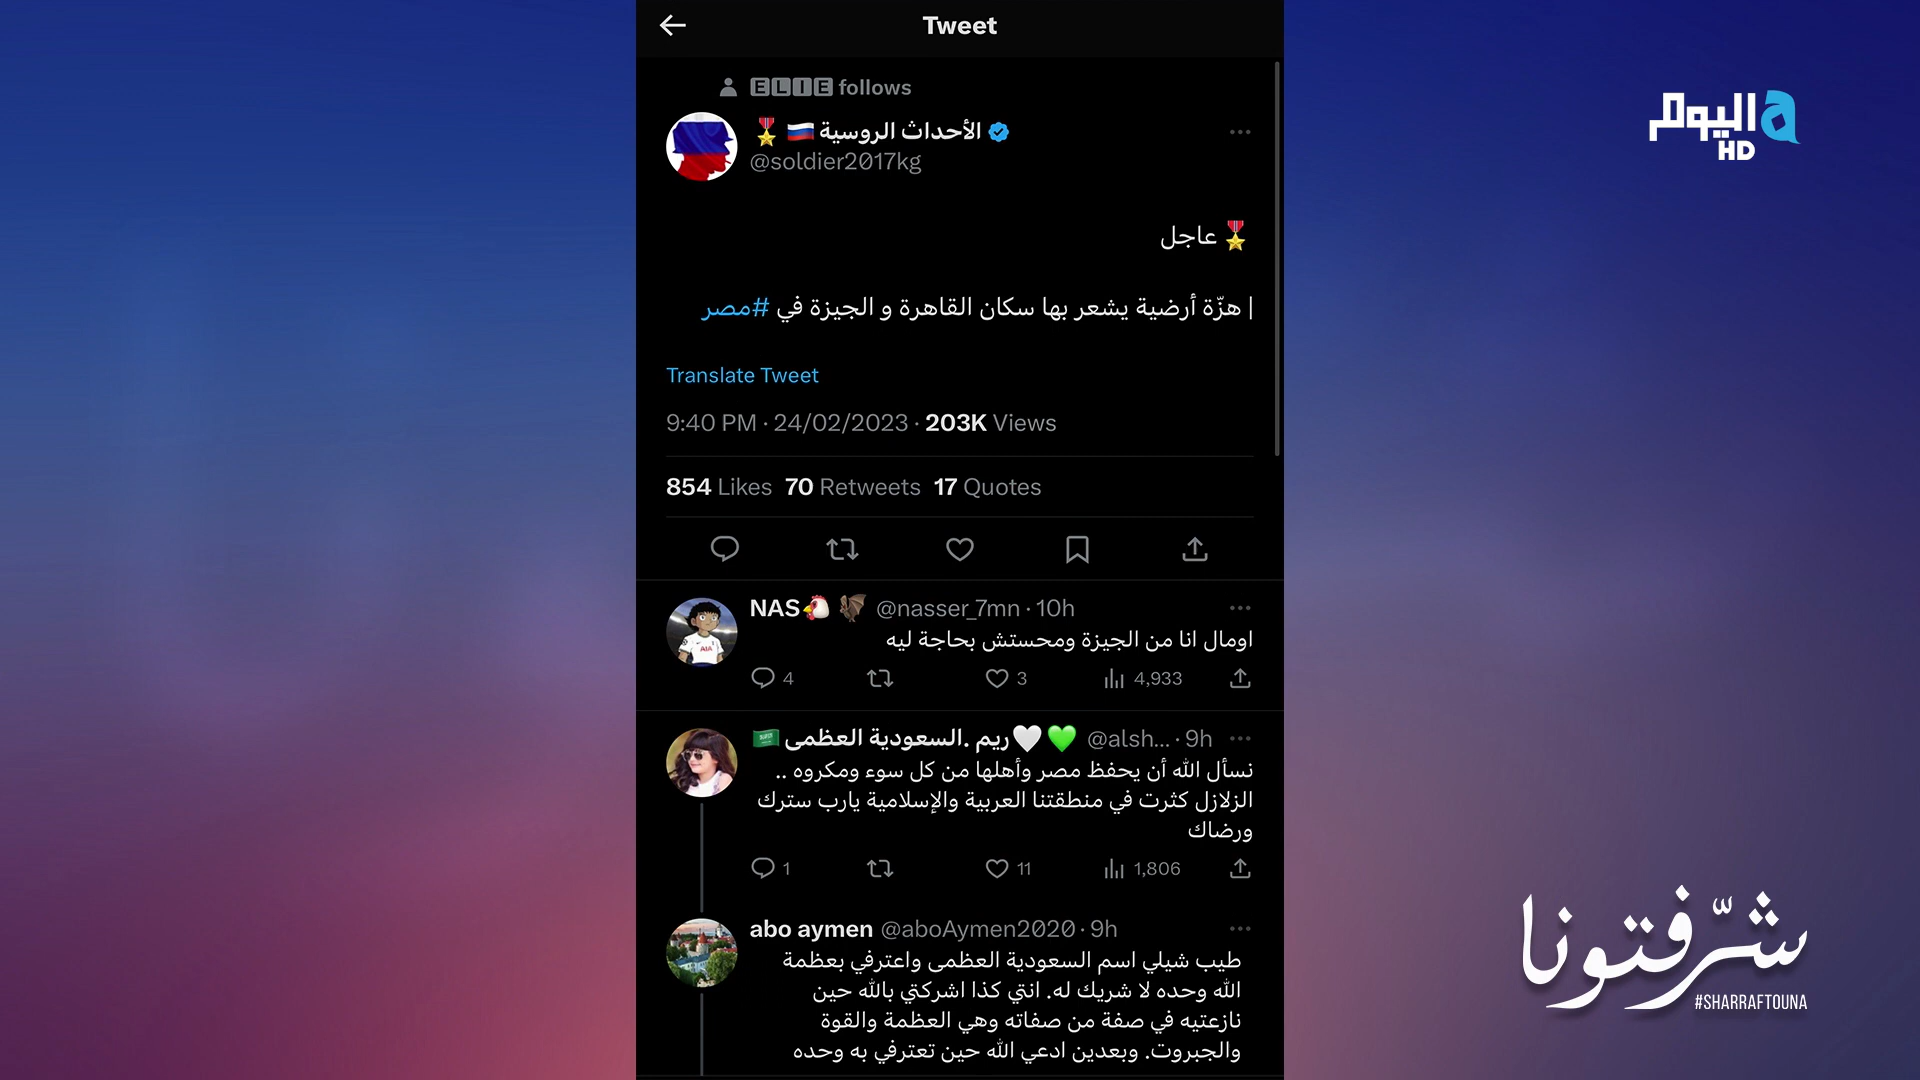 Tweet
ELIE follows
الأحداث الروسية
@soldier2017kg
عاجل
| هزّة أرضية يشعر بها سكان القاهرة و الجيزة في #مصر
Translate Tweet
9:40 PM · 24/02/2023 · 203K Views
854 Likes 70 Retweets 17 Quotes
NAS @nasser_7mn · 10h
اومال انا من الجيزة ومحستش بحاجة ليه
4 3 4,933
ريم .السعودية العظمى @alsh... · 9h
نسأل الله أن يحفظ مصر وأهلها من كل سوء ومكروه ..
الزلازل كثرت في منطقتنا العربية والإسلامية يارب سترك
ورضاك
1 11 1,806
abo aymen @aboAymen2020 · 9h
طيب شيلي اسم السعودية العظمى واعترفي بعظمة
الله وحده لا شريك له. انتي كذا اشركتي بالله حين
نازعتيه في صفة من صفاته وهي العظمة والقوة
والجبروت. وبعدين ادعي الله حين تعترفي به وحده
اليوم a
HD
شرّفتونا
#SHARRAFTOUNA